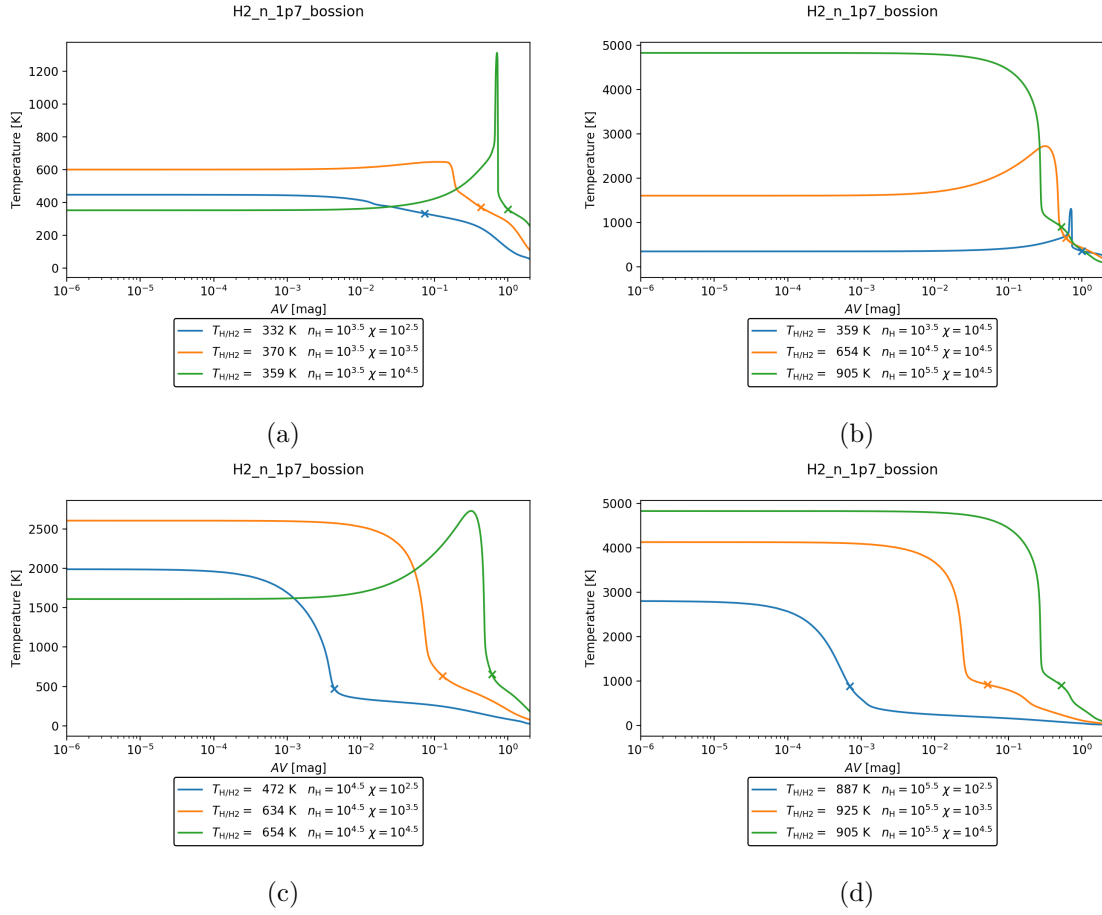 H2_n_1p7_bossion
Temperature [K]
1200
1000
800
600
400
200
0
10⁻⁶ 10⁻⁵ 10⁻⁴ 10⁻³ 10⁻² 10⁻¹ 10⁰
AV [mag]
T_H/H2 = 332 K n_H = 10^3.5 χ = 10^2.5
T_H/H2 = 370 K n_H = 10^3.5 χ = 10^3.5
T_H/H2 = 359 K n_H = 10^3.5 χ = 10^4.5
(a)
H2_n_1p7_bossion
Temperature [K]
5000
4000
3000
2000
1000
0
10⁻⁶ 10⁻⁵ 10⁻⁴ 10⁻³ 10⁻² 10⁻¹ 10⁰
AV [mag]
T_H/H2 = 359 K n_H = 10^3.5 χ = 10^4.5
T_H/H2 = 654 K n_H = 10^4.5 χ = 10^4.5
T_H/H2 = 905 K n_H = 10^5.5 χ = 10^4.5
(b)
H2_n_1p7_bossion
Temperature [K]
2500
2000
1500
1000
500
0
10⁻⁶ 10⁻⁵ 10⁻⁴ 10⁻³ 10⁻² 10⁻¹ 10⁰
AV [mag]
T_H/H2 = 472 K n_H = 10^4.5 χ = 10^2.5
T_H/H2 = 634 K n_H = 10^4.5 χ = 10^3.5
T_H/H2 = 654 K n_H = 10^4.5 χ = 10^4.5
(c)
H2_n_1p7_bossion
Temperature [K]
5000
4000
3000
2000
1000
0
10⁻⁶ 10⁻⁵ 10⁻⁴ 10⁻³ 10⁻² 10⁻¹ 10⁰
AV [mag]
T_H/H2 = 887 K n_H = 10^5.5 χ = 10^2.5
T_H/H2 = 925 K n_H = 10^5.5 χ = 10^3.5
T_H/H2 = 905 K n_H = 10^5.5 χ = 10^4.5
(d)